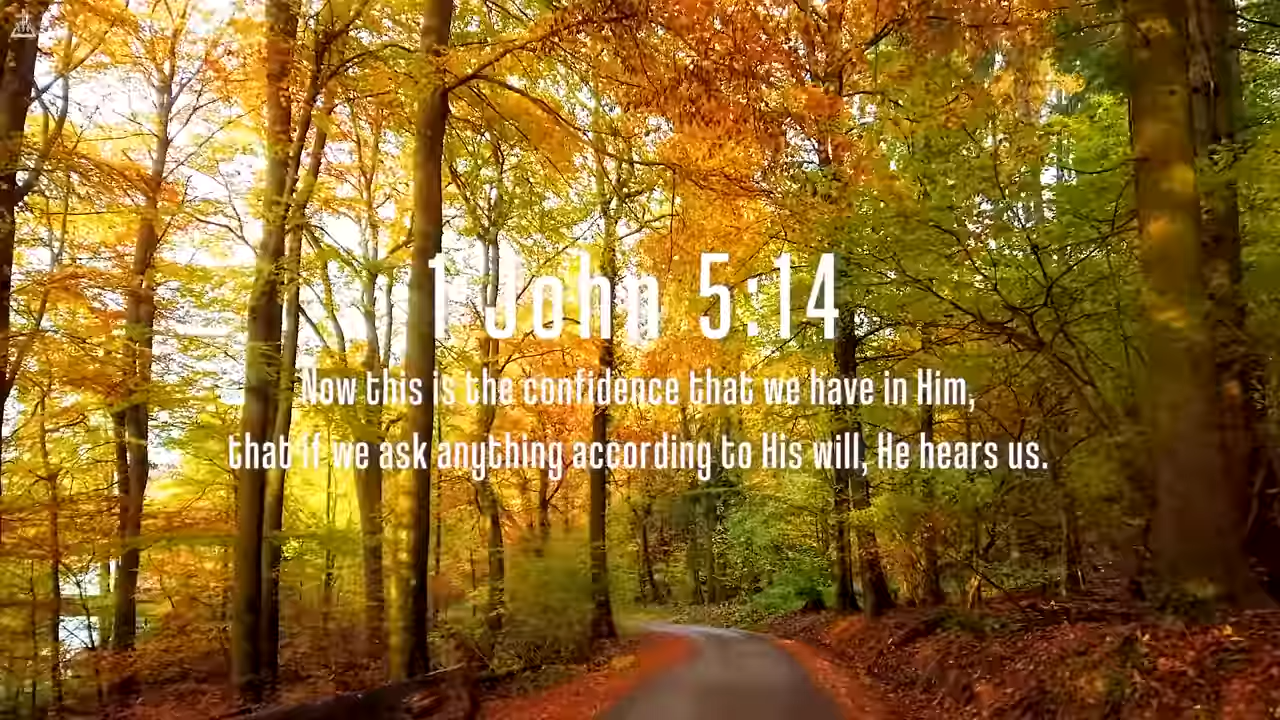 1 John 5:14
Now this is the confidence that we have in Him,
that if we ask anything according to His will, He hears us.